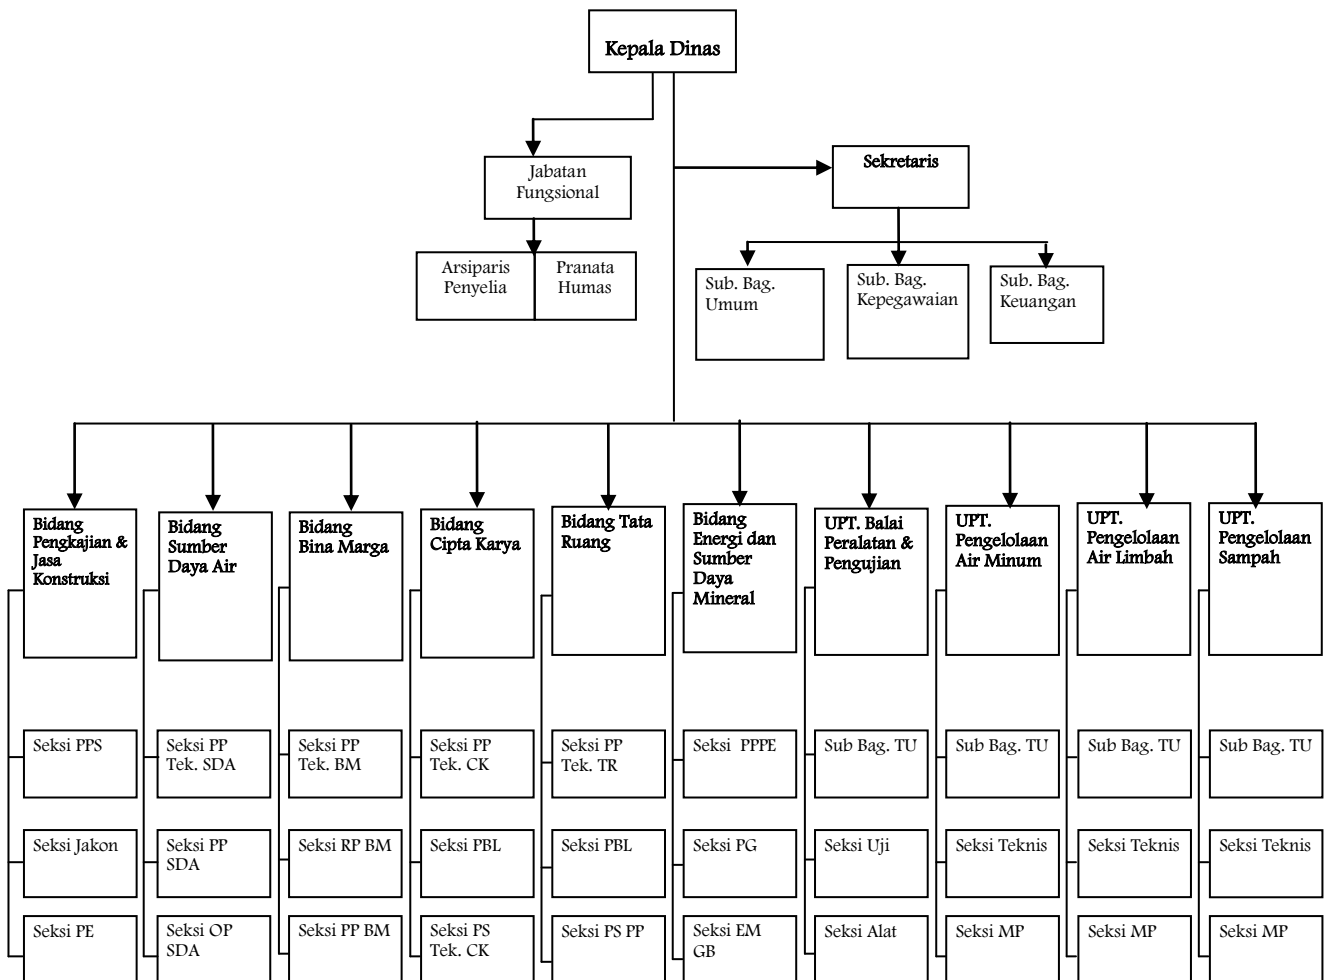 Kepala Dinas
Jabatan
Fungsional
Sekretaris
Arsiparis
Penyelia
Pranata
Humas
Sub. Bag.
Umum
Sub. Bag.
Kepegawaian
Sub. Bag.
Keuangan
Bidang
Pengkajian &
Jasa
Konstruksi
Bidang
Sumber
Daya Air
Bidang
Bina Marga
Bidang
Cipta Karya
Bidang Tata
Ruang
Bidang
Energi dan
Sumber
Daya
Mineral
UPT. Balai
Peralatan &
Pengujian
UPT.
Pengelolaan
Air Minum
UPT.
Pengelolaan
Air Limbah
UPT.
Pengelolaan
Sampah
Seksi PPS
Seksi PP
Tek. SDA
Seksi PP
Tek. BM
Seksi PP
Tek. CK
Seksi PP
Tek. TR
Seksi PPPE
Sub Bag. TU
Sub Bag. TU
Sub Bag. TU
Sub Bag. TU
Seksi Jakon
Seksi PP
SDA
Seksi RP BM
Seksi PBL
Seksi PBL
Seksi PG
Seksi Uji
Seksi Teknis
Seksi Teknis
Seksi Teknis
Seksi PE
Seksi OP
SDA
Seksi PP BM
Seksi PS
Tek. CK
Seksi PS PP
Seksi EM
GB
Seksi Alat
Seksi MP
Seksi MP
Seksi MP